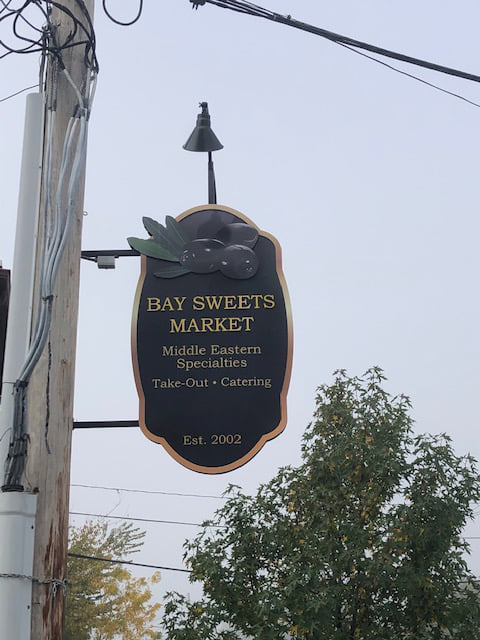 BAY SWEETS
MARKET
Middle Eastern
Specialties
Take-Out • Catering
Est. 2002